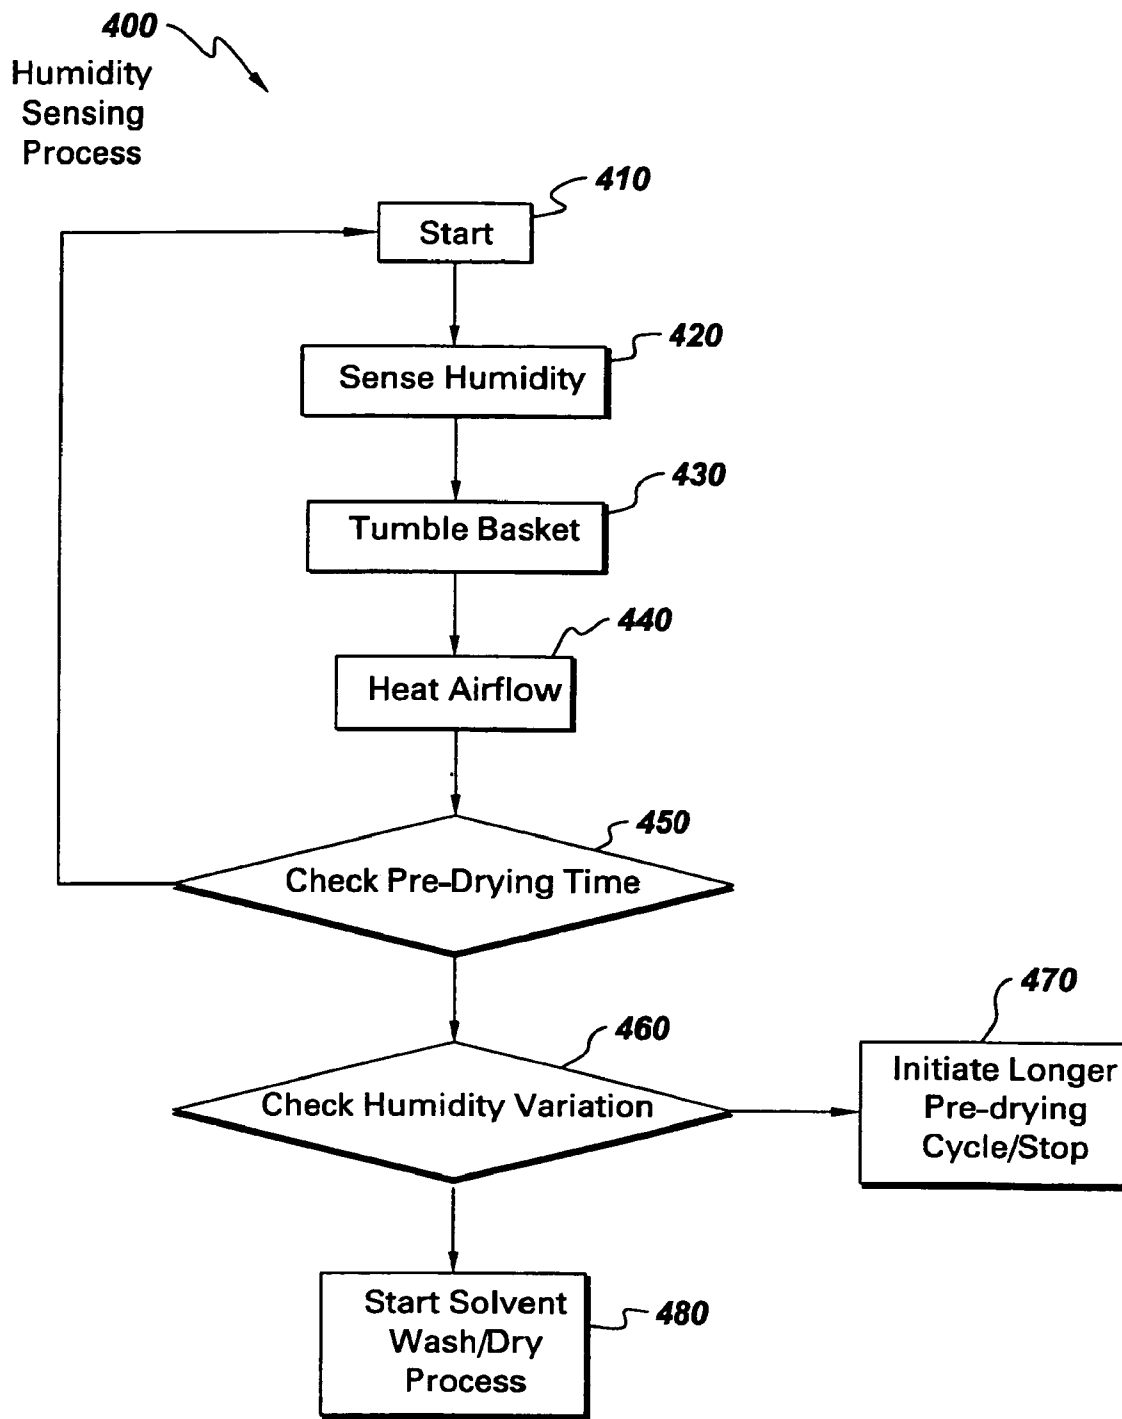 400
Humidity
Sensing
Process
410
Start
420
Sense Humidity
430
Tumble Basket
440
Heat Airflow
450
Check Pre-Drying Time
460
Check Humidity Variation
470
Initiate Longer
Pre-drying
Cycle/Stop
480
Start Solvent
Wash/Dry
Process